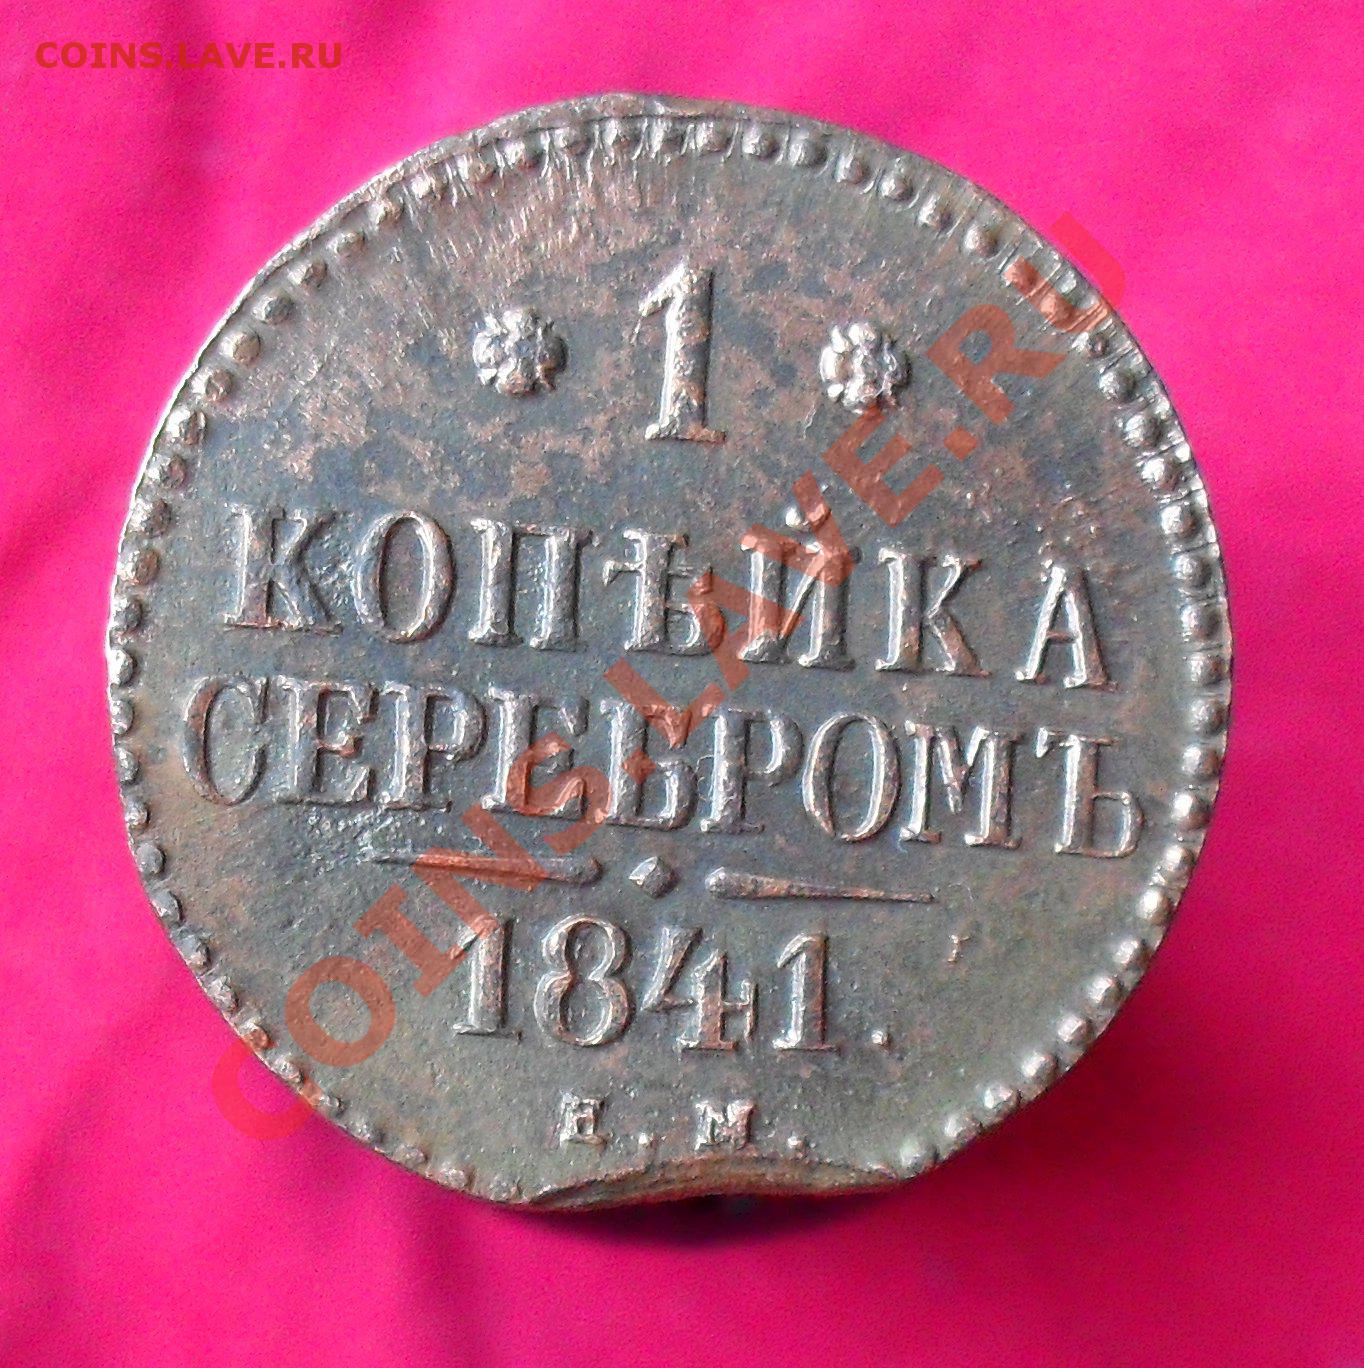 COINS.LAVE.RU
1
КОПѢЙКА
СЕРЕБРОМЪ
1841.
Е.М.
COINS.LAVE.RU